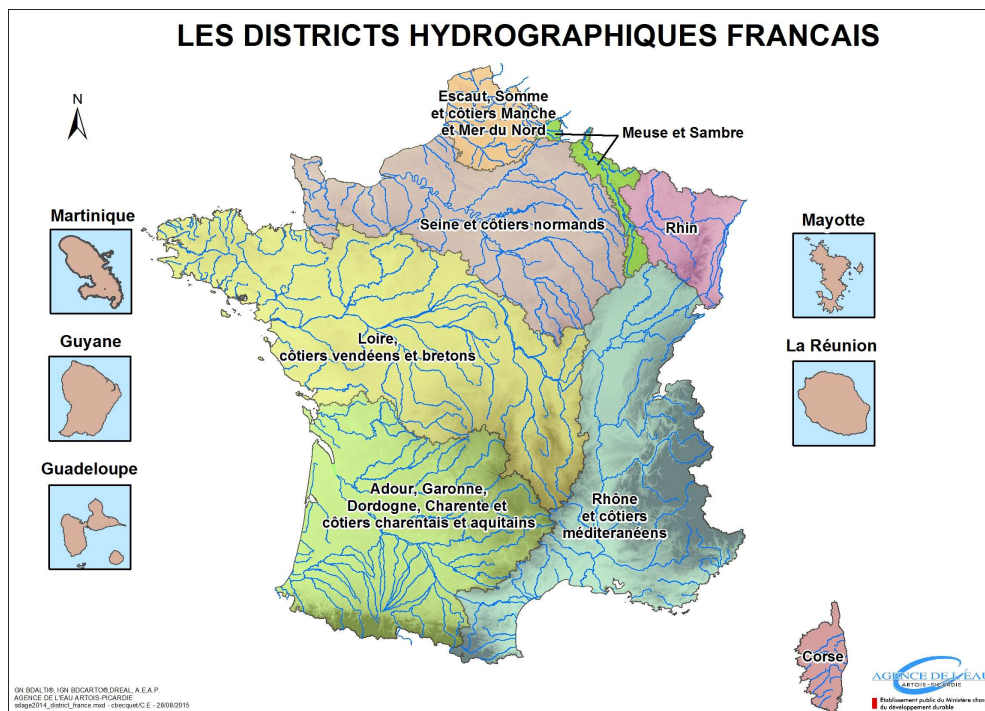 LES DISTRICTS HYDROGRAPHIQUES FRANCAIS
N
Escaut, Somme
et côtiers Manche
et Mer du Nord
Meuse et Sambre
Martinique
Seine et côtiers normands
Rhin
Mayotte
Guyane
Loire,
côtiers vendéens et bretons
La Réunion
Guadeloupe
Adour, Garonne,
Dordogne, Charente et
côtiers charentais et aquitains
Rhône
et côtiers
méditeranéens
Corse
AGENCE DE L'EAU
ARTOIS-PICARDIE
Etablissement public du Ministère char
du développement durable
GN BDALTI®, IGN BDCARTO®,DREAL, A.E.A.P.
AGENCE DE L'EAU ARTOIS-PICARDIE
sdage2014_district_france.mxd - cbecquet/C.E - 28/08/2015